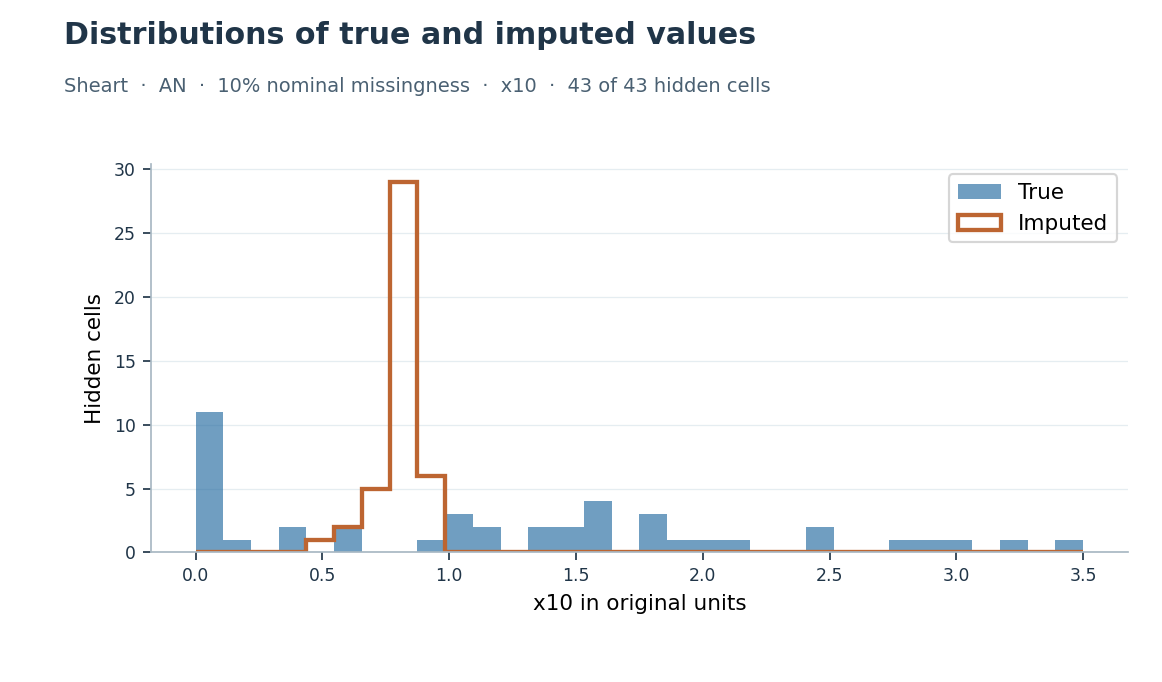 Distributions of true and imputed values
Sheart · AN · 10% nominal missingness · x10 · 43 of 43 hidden cells
30
25
20
15
10
5
0
Hidden cells
True
Imputed
0.0 0.5 1.0 1.5 2.0 2.5 3.0 3.5
x10 in original units